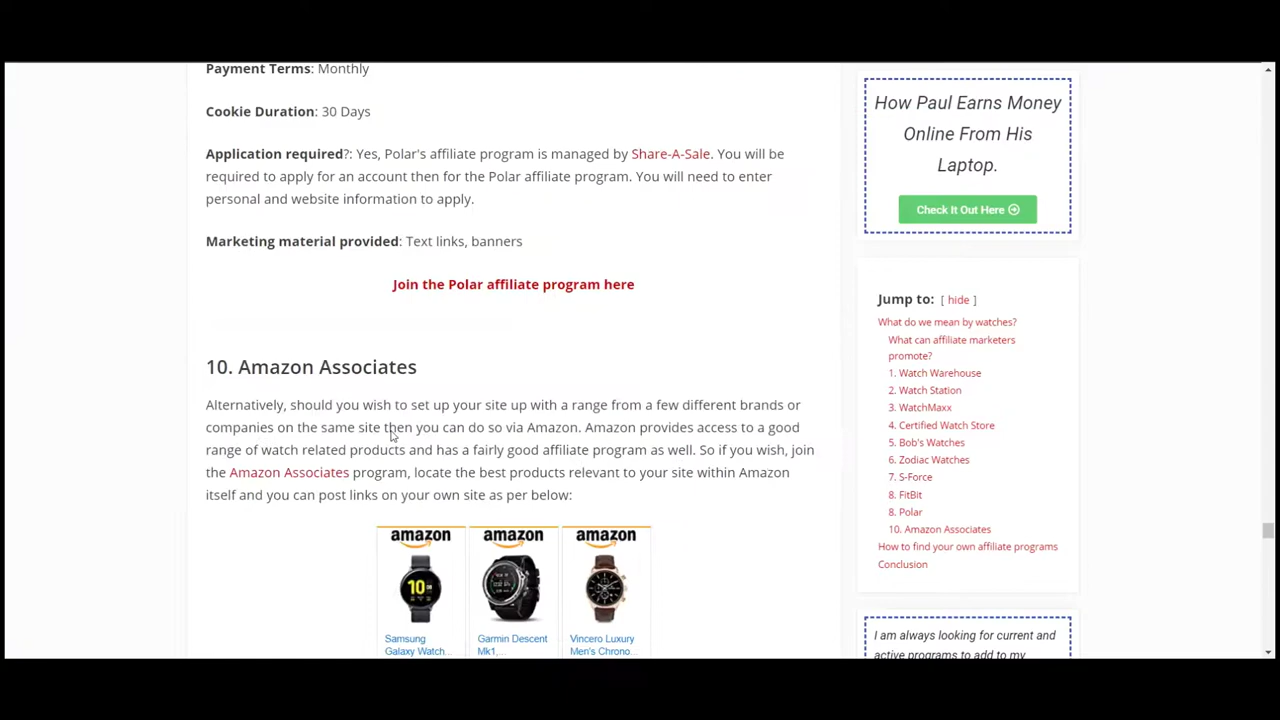 Payment Terms: Monthly
Cookie Duration: 30 Days
Application required?: Yes, Polar's affiliate program is managed by Share-A-Sale. You will be
required to apply for an account then for the Polar affiliate program. You will need to enter
personal and website information to apply.
Marketing material provided: Text links, banners
Join the Polar affiliate program here
10. Amazon Associates
Alternatively, should you wish to set up your site up with a range from a few different brands or
companies on the same site then you can do so via Amazon. Amazon provides access to a good
range of watch related products and has a fairly good affiliate program as well. So if you wish, join
the Amazon Associates program, locate the best products relevant to your site within Amazon
itself and you can post links on your own site as per below:
amazon amazon amazon
10
Samsung Garmin Descent Vincero Luxury
Galaxy Watch... Mk1,... Men's Chrono...
How Paul Earns Money
Online From His
Laptop.
Check It Out Here
Jump to: [ hide ]
What do we mean by watches?
What can affiliate marketers
promote?
1. Watch Warehouse
2. Watch Station
3. WatchMaxx
4. Certified Watch Store
5. Bob's Watches
6. Zodiac Watches
7. S-Force
8. FitBit
8. Polar
10. Amazon Associates
How to find your own affiliate programs
Conclusion
I am always looking for current and
active programs to add to my